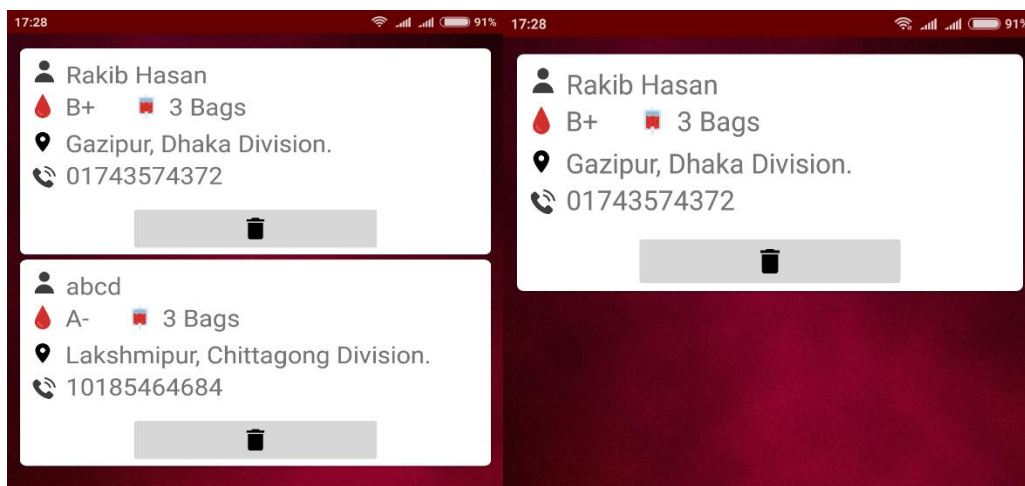 17:28 91%
Rakib Hasan
B+ 3 Bags
Gazipur, Dhaka Division.
01743574372
abcd
A- 3 Bags
Lakshmipur, Chittagong Division.
10185464684
17:28 91%
Rakib Hasan
B+ 3 Bags
Gazipur, Dhaka Division.
01743574372